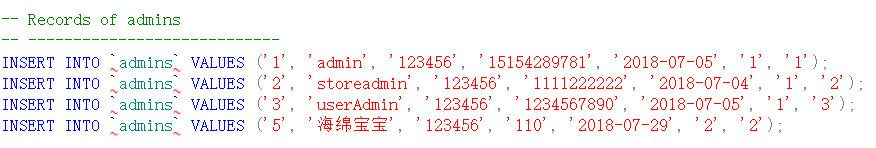 -- Records of admins
-- ----------------------------
INSERT INTO `admins` VALUES ('1', 'admin', '123456', '15154289781', '2018-07-05', '1', '1');
INSERT INTO `admins` VALUES ('2', 'storeadmin', '123456', '1111222222', '2018-07-04', '1', '2');
INSERT INTO `admins` VALUES ('3', 'userAdmin', '123456', '1234567890', '2018-07-05', '1', '3');
INSERT INTO `admins` VALUES ('5', '海绵宝宝', '123456', '110', '2018-07-29', '2', '2');